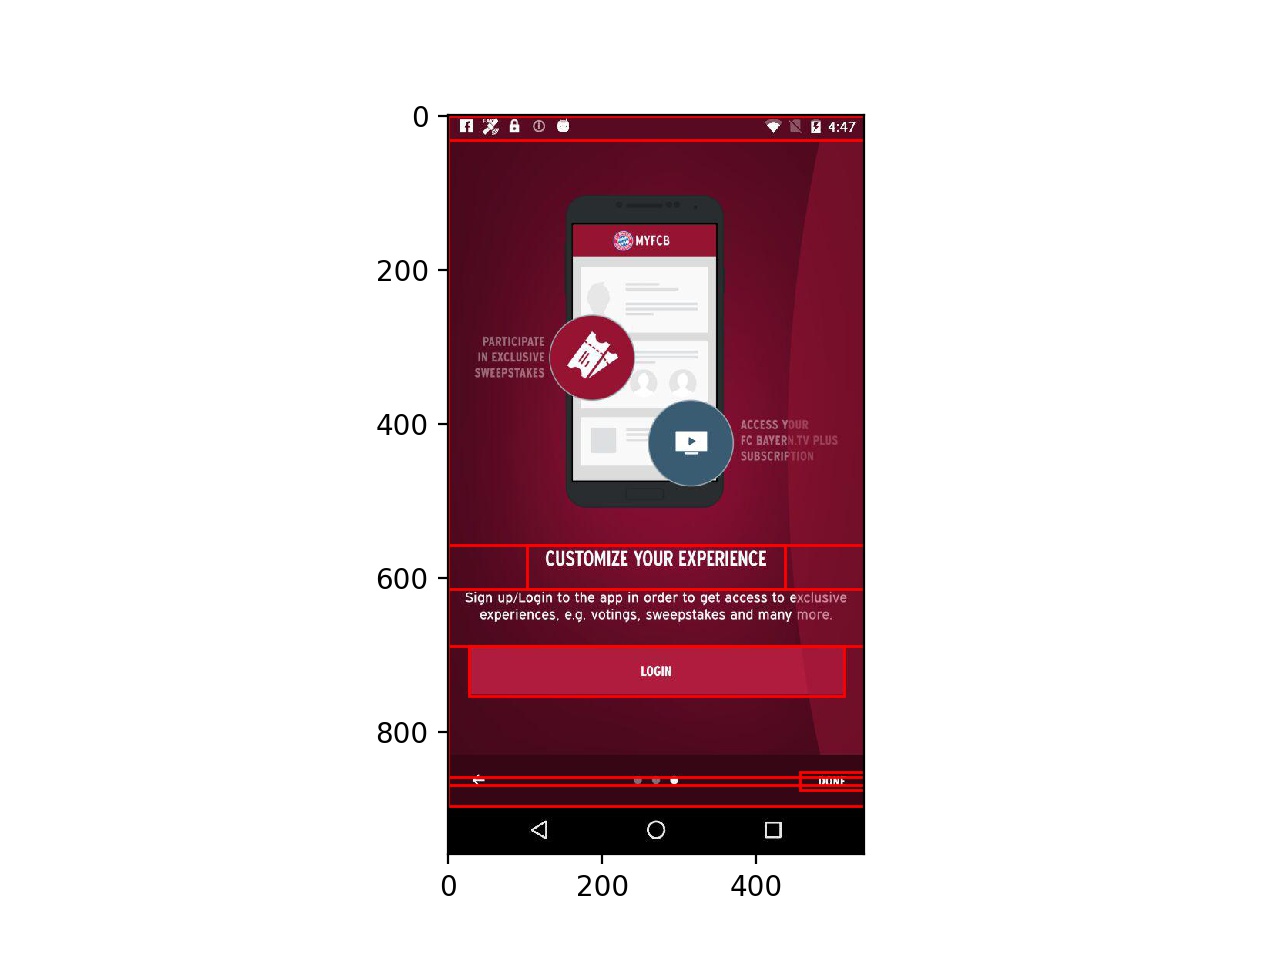 0
4:47
MYFCB
200
PARTICIPATE
IN EXCLUSIVE
SWEEPSTAKES
400
ACCESS YOUR
FC BAYERN.TV PLUS
SUBSCRIPTION
CUSTOMIZE YOUR EXPERIENCE
600
Sign up/Login to the app in order to get access to exclusive
experiences, e.g. votings, sweepstakes and many more.
LOGIN
800
DONE
0 200 400